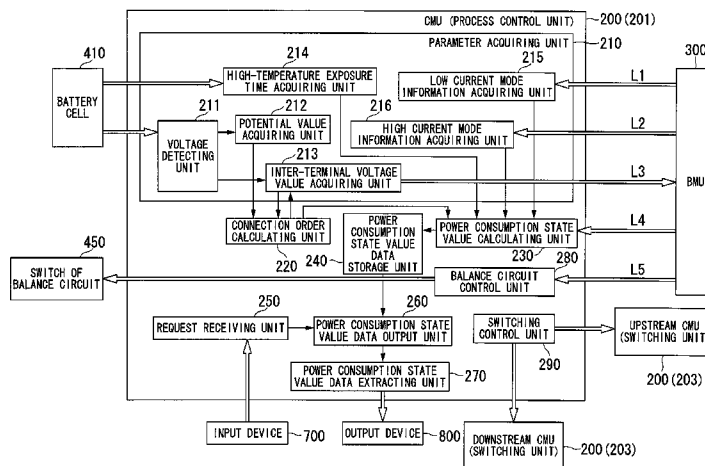 CMU (PROCESS CONTROL UNIT)
200 (201)
PARAMETER ACQUIRING UNIT
210
410
BATTERY
CELL
214
HIGH-TEMPERATURE EXPOSURE
TIME ACQUIRING UNIT
215
LOW CURRENT MODE
INFORMATION ACQUIRING UNIT
L1
300
BMU
211
VOLTAGE
DETECTING
UNIT
212
POTENTIAL VALUE
ACQUIRING UNIT
216
HIGH CURRENT MODE
INFORMATION ACQUIRING UNIT
L2
213
INTER-TERMINAL VOLTAGE
VALUE ACQUIRING UNIT
L3
CONNECTION ORDER
CALCULATING UNIT
220
POWER
CONSUMPTION
STATE VALUE
DATA
STORAGE UNIT
240
POWER CONSUMPTION STATE
VALUE CALCULATING UNIT
230
L4
450
SWITCH OF
BALANCE CIRCUIT
BALANCE CIRCUIT
CONTROL UNIT
280
L5
250
REQUEST RECEIVING UNIT
260
POWER CONSUMPTION STATE
VALUE DATA OUTPUT UNIT
SWITCHING
CONTROL UNIT
290
UPSTREAM CMU
(SWITCHING UNIT)
200 (203)
POWER CONSUMPTION STATE
VALUE DATA EXTRACTING UNIT
270
INPUT DEVICE
700
OUTPUT DEVICE
800
DOWNSTREAM CMU
(SWITCHING UNIT)
200 (203)